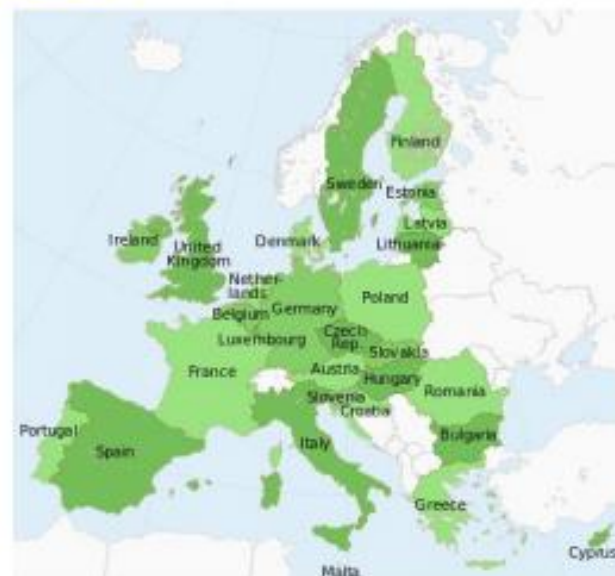 Finland
Sweden
Estonia
Latvia
Lithuania
Denmark
Ireland
United
Kingdom
Nether-
lands
Belgium
Germany
Poland
Luxembourg
Czech
Rep.
Slovakia
France
Austria
Hungary
Slovenia
Romania
Croatia
Portugal
Spain
Italy
Bulgaria
Greece
Cyprus
Malta